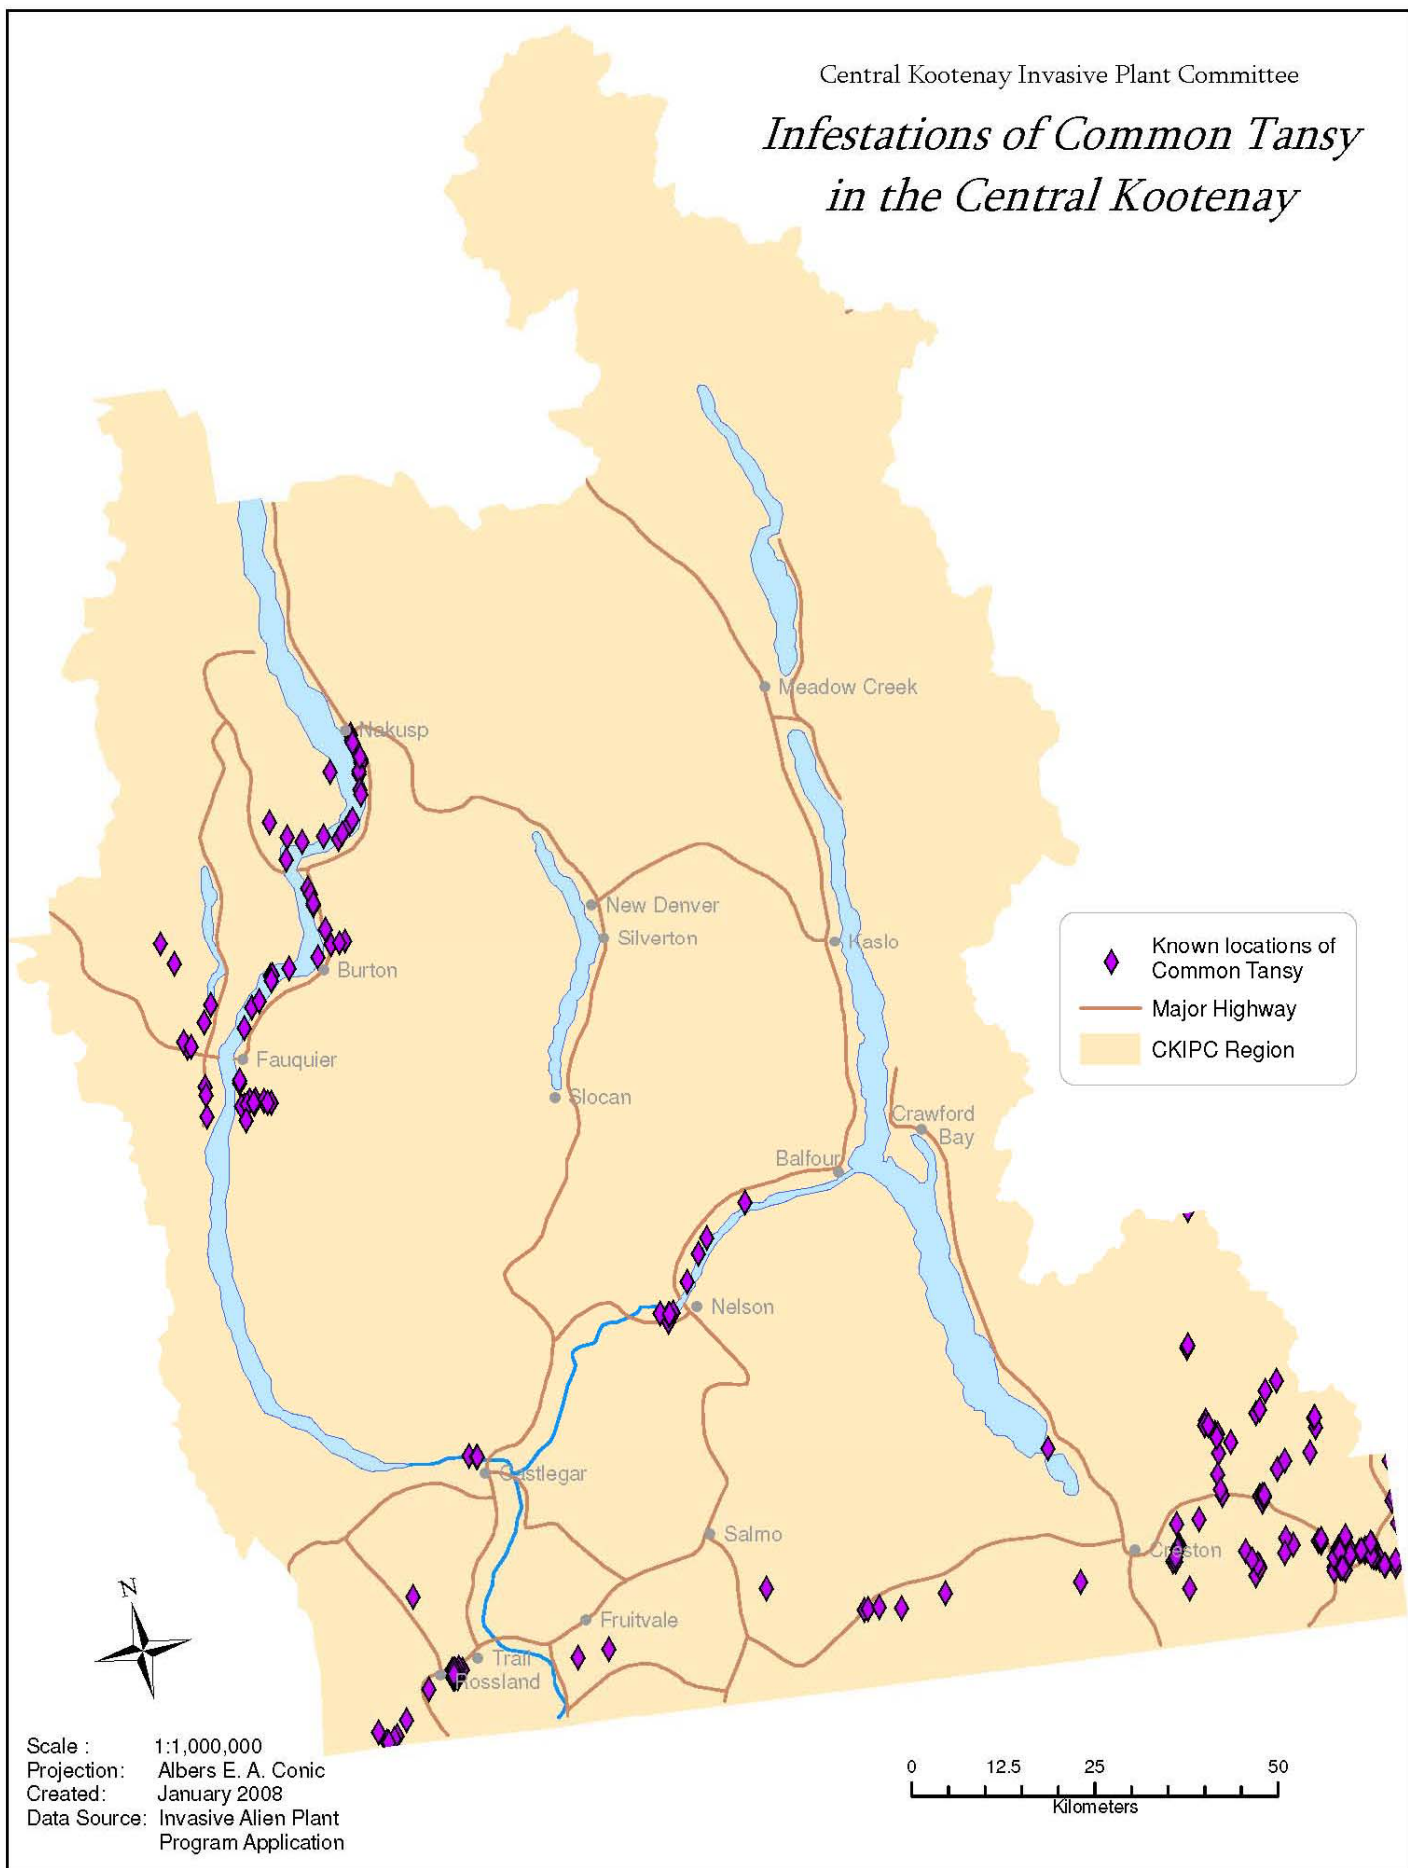 Central Kootenay Invasive Plant Committee
Infestations of Common Tansy
in the Central Kootenay
Meadow Creek
Nakusp
New Denver
Silverton
Kaslo
Burton
Fauquier
Slocan
Crawford
Bay
Balfour
Nelson
Castlegar
Salmo
Creston
Fruitvale
Trail
Rossland
Known locations of
Common Tansy
Major Highway
CKIPC Region
N
Scale : 1:1,000,000
Projection: Albers E. A. Conic
Created: January 2008
Data Source: Invasive Alien Plant
Program Application
0 12.5 25 50
Kilometers